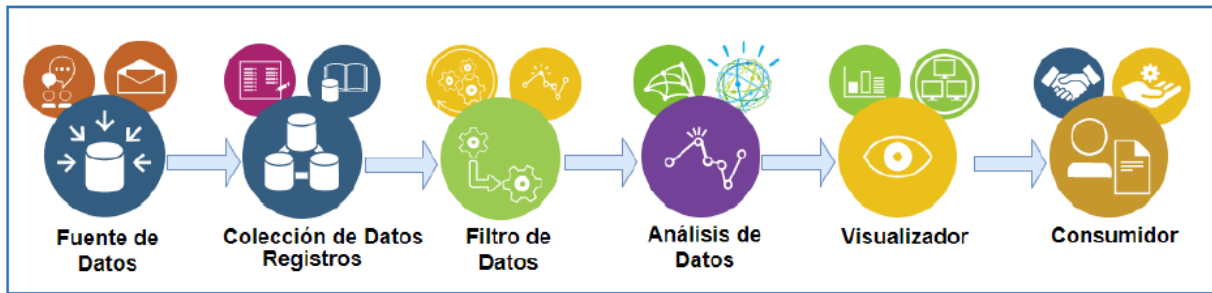 Fuente de
Datos
Colección de Datos
Registros
Filtro de
Datos
Análisis de
Datos
Visualizador
Consumidor